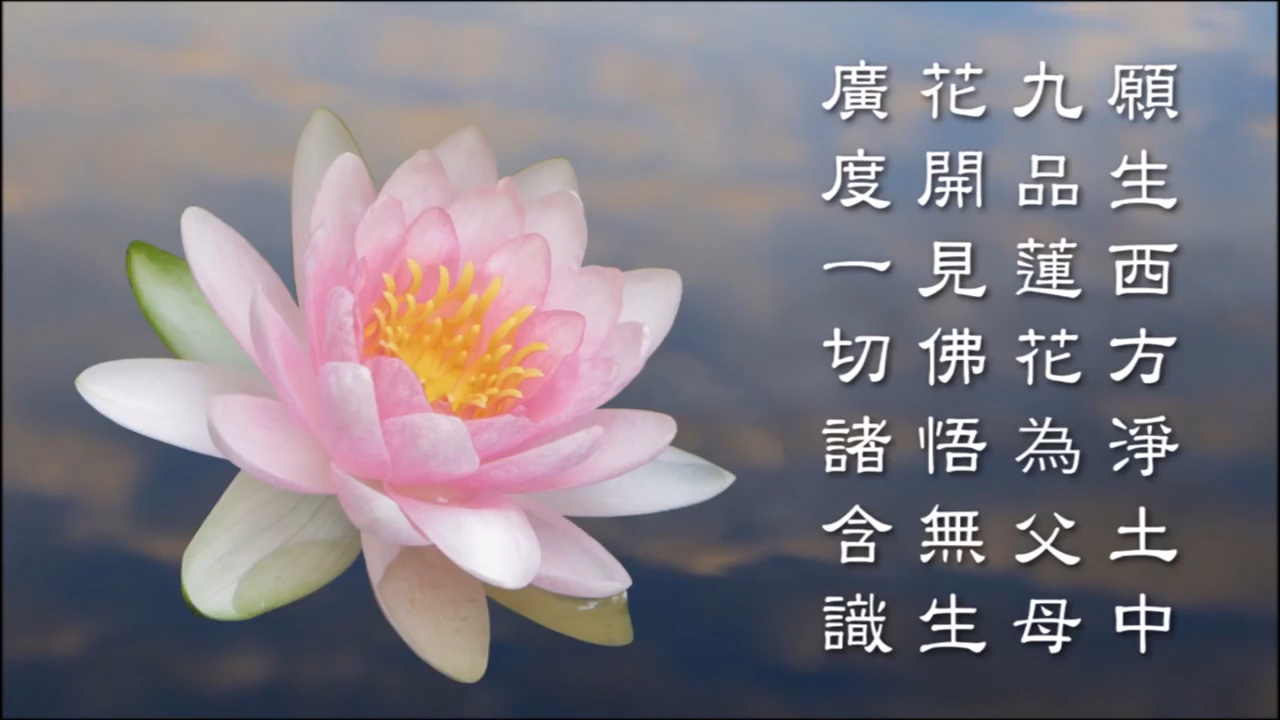 願生西方淨土中
九品蓮花為父母
花開見佛悟無生
廣度一切諸含識